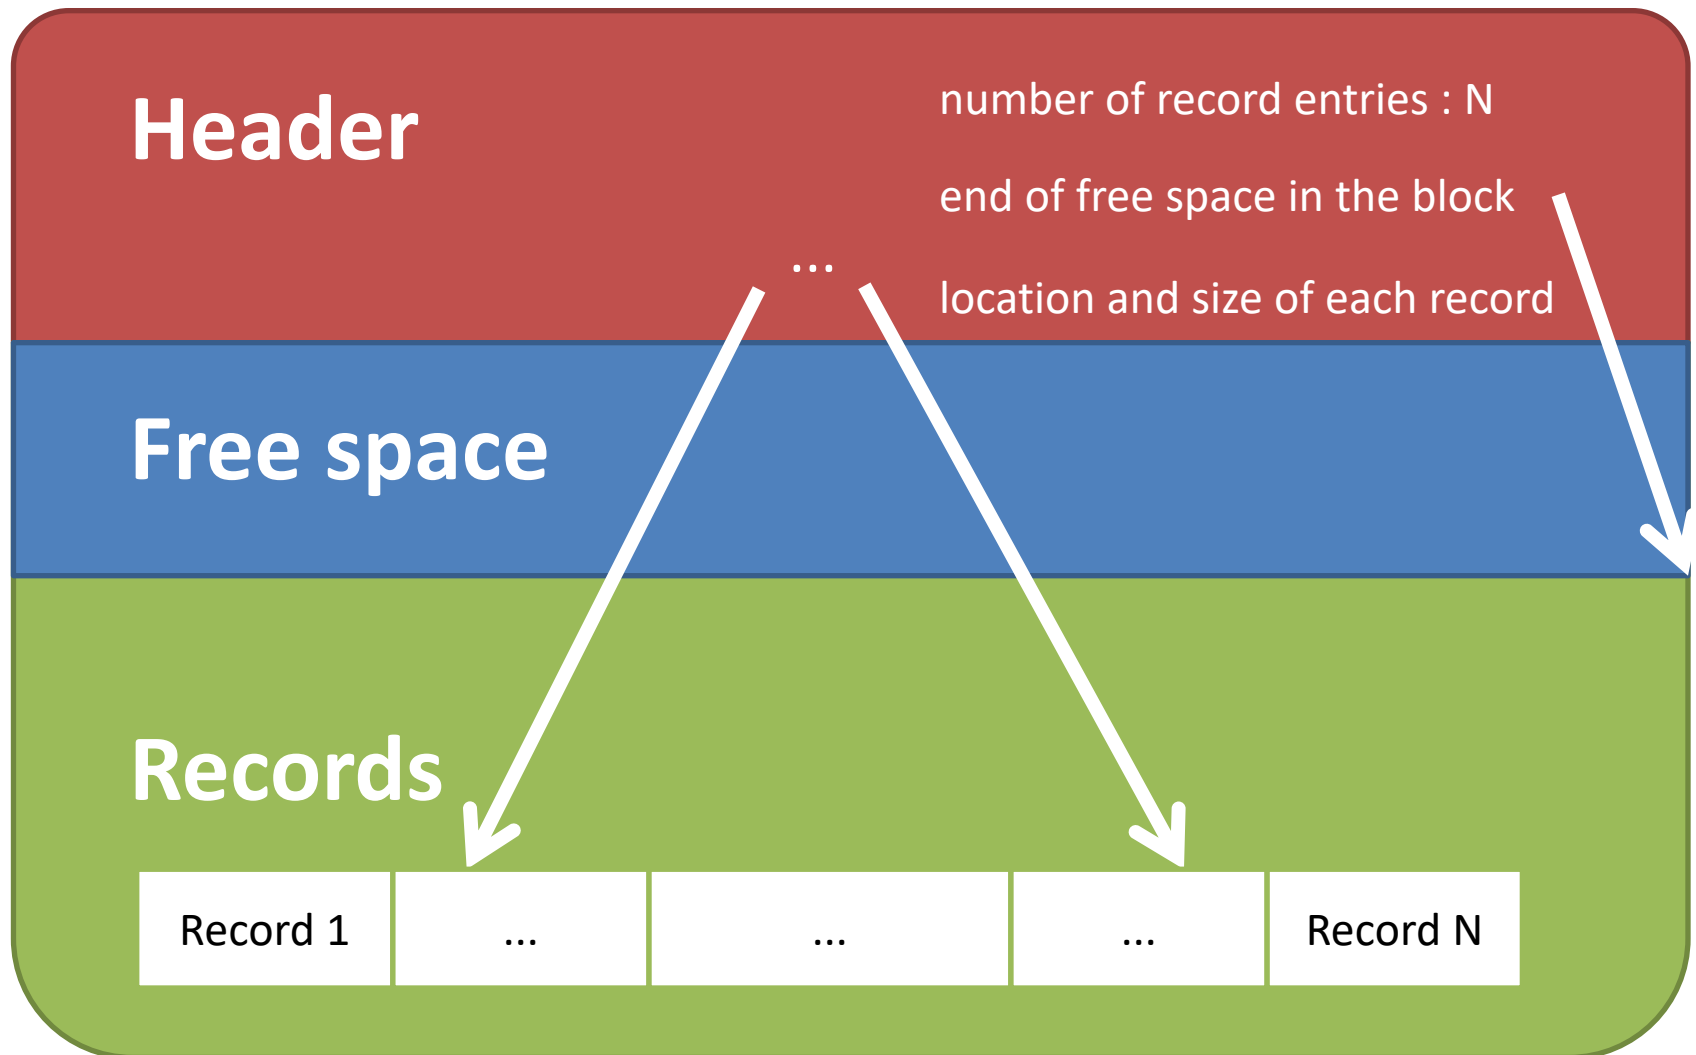 Header
number of record entries : N
end of free space in the block
...
location and size of each record
Free space
Records
Record 1 ... ... ... Record N